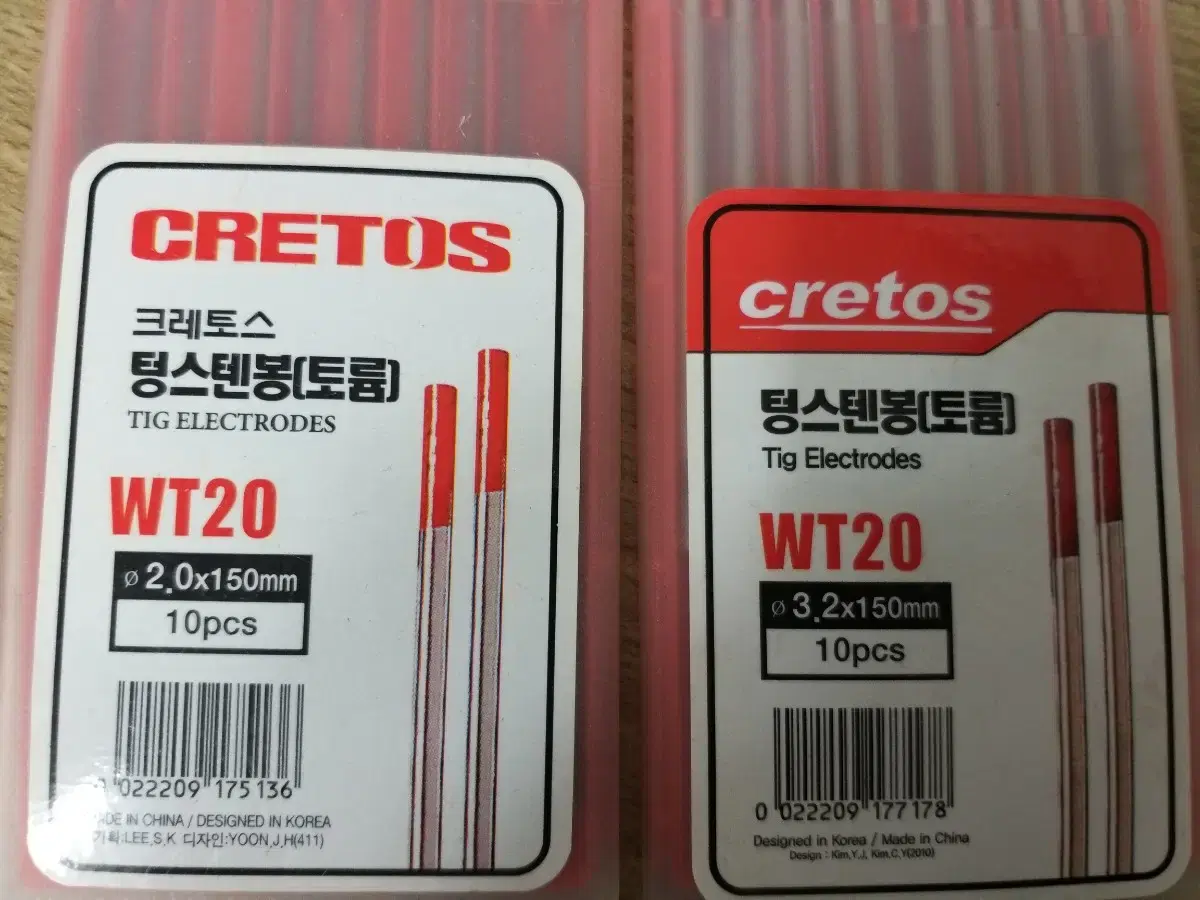 CRETOS
크레토스
텅스텐봉(토륨)
TIG ELECTRODES
WT20
ø 2.0x150mm
10pcs
022209 175136
IN CHINA / DESIGNED IN KOREA
LEE,S.K 디자인:YOON,J.H(411)
cretos
텅스텐봉(토륨)
Tig Electrodes
WT20
ø 3.2x150mm
10pcs
0 022209 177178
Designed in Korea / Made in China
Design : Kim,Y.J, Kim,C.Y(2010)